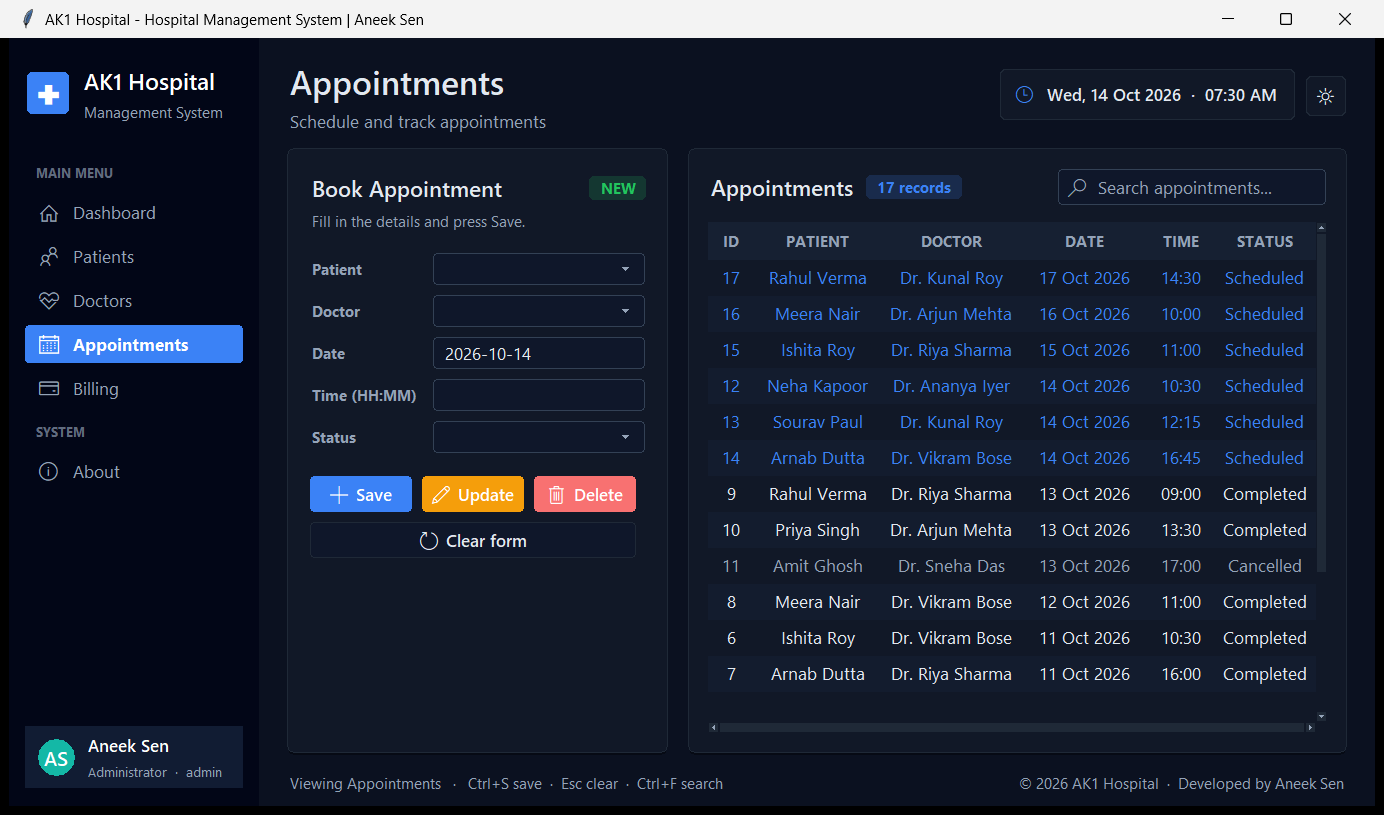 AK1 Hospital - Hospital Management System | Aneek Sen
AK1 Hospital
Management System
MAIN MENU
Dashboard
Patients
Doctors
Appointments
Billing
SYSTEM
About
AS
Aneek Sen
Administrator · admin
Appointments
Schedule and track appointments
Wed, 14 Oct 2026 · 07:30 AM
Book Appointment NEW
Fill in the details and press Save.
Patient
Doctor
Date 2026-10-14
Time (HH:MM)
Status
Save Update Delete
Clear form
Appointments 17 records Search appointments...
ID PATIENT DOCTOR DATE TIME STATUS
17 Rahul Verma Dr. Kunal Roy 17 Oct 2026 14:30 Scheduled
16 Meera Nair Dr. Arjun Mehta 16 Oct 2026 10:00 Scheduled
15 Ishita Roy Dr. Riya Sharma 15 Oct 2026 11:00 Scheduled
12 Neha Kapoor Dr. Ananya Iyer 14 Oct 2026 10:30 Scheduled
13 Sourav Paul Dr. Kunal Roy 14 Oct 2026 12:15 Scheduled
14 Arnab Dutta Dr. Vikram Bose 14 Oct 2026 16:45 Scheduled
9 Rahul Verma Dr. Riya Sharma 13 Oct 2026 09:00 Completed
10 Priya Singh Dr. Arjun Mehta 13 Oct 2026 13:30 Completed
11 Amit Ghosh Dr. Sneha Das 13 Oct 2026 17:00 Cancelled
8 Meera Nair Dr. Vikram Bose 12 Oct 2026 11:00 Completed
6 Ishita Roy Dr. Vikram Bose 11 Oct 2026 10:30 Completed
7 Arnab Dutta Dr. Riya Sharma 11 Oct 2026 16:00 Completed
Viewing Appointments · Ctrl+S save · Esc clear · Ctrl+F search
© 2026 AK1 Hospital · Developed by Aneek Sen